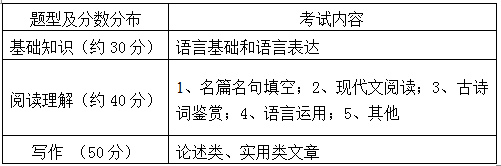 题型及分数分布 考试内容
基础知识（约30分） 语言基础和语言表达
阅读理解（约40分） 1、名篇名句填空；2、现代文阅读；3、古诗
词鉴赏；4、语言运用；5、其他
写作 （50分） 论述类、实用类文章